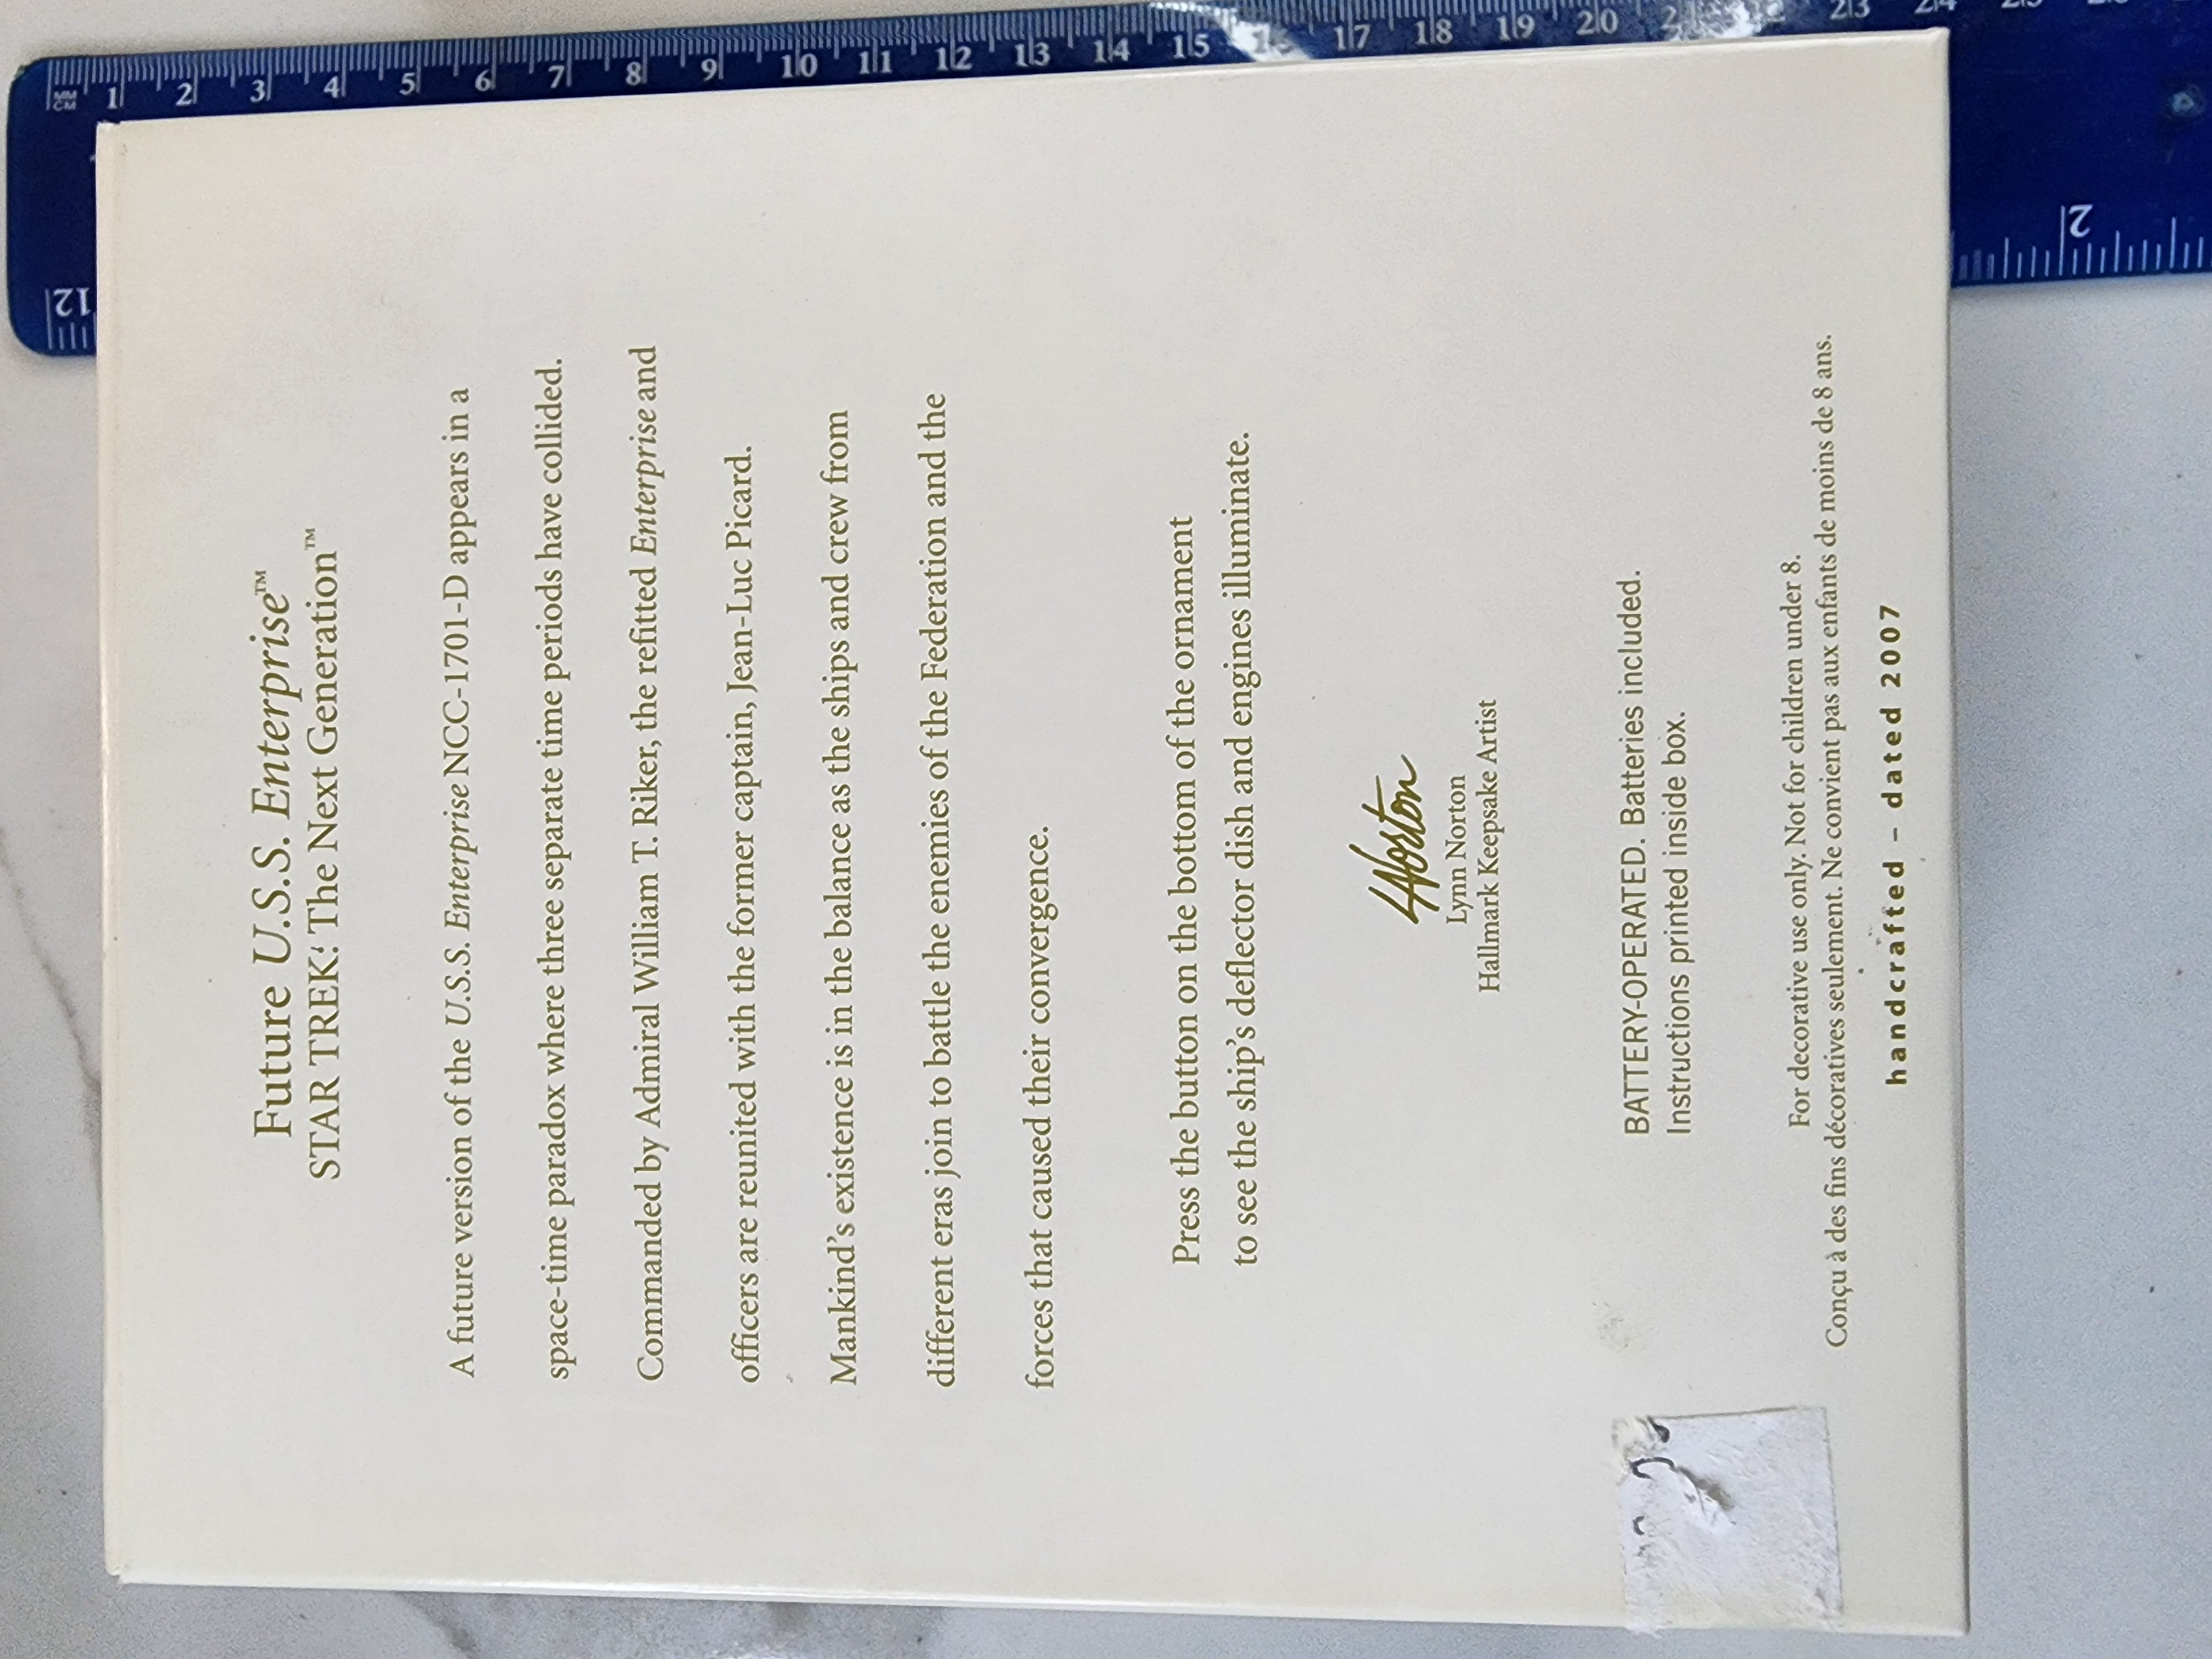 Future U.S.S. Enterprise™
STAR TREK: The Next Generation™
A future version of the U.S.S. Enterprise NCC-1701-D appears in a
space-time paradox where three separate time periods have collided.
Commanded by Admiral William T. Riker, the refitted Enterprise and
officers are reunited with the former captain, Jean-Luc Picard.
Mankind's existence is in the balance as the ships and crew from
different eras join to battle the enemies of the Federation and the
forces that caused their convergence.
Press the button on the bottom of the ornament
to see the ship's deflector dish and engines illuminate.
LNorton
Lynn Norton
Hallmark Keepsake Artist
BATTERY-OPERATED. Batteries included.
Instructions printed inside box.
For decorative use only. Not for children under 8.
Conçu à des fins décoratives seulement. Ne convient pas aux enfants de moins de 8 ans.
handcrafted – dated 2007
MM
CM
1 2 3 4 5 6 7 8 9 10 11 12 13 14 15 17 18 19 20 23 24
12
2